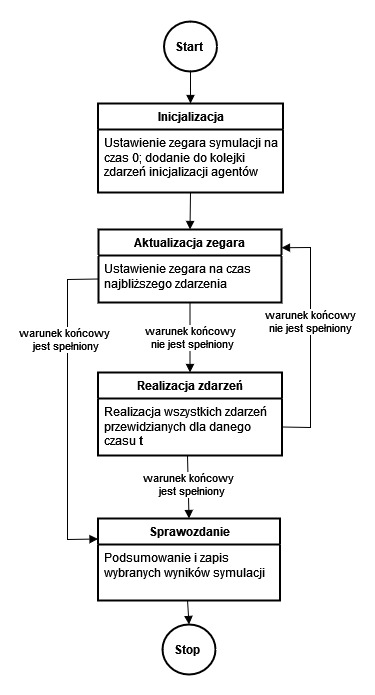 Start
Inicjalizacja
Ustawienie zegara symulacji na
czas 0; dodanie do kolejki
zdarzeń inicjalizacji agentów
Aktualizacja zegara
Ustawienie zegara na czas
najbliższego zdarzenia
warunek końcowy
jest spełniony
warunek końcowy
nie jest spełniony
warunek końcowy
nie jest spełniony
Realizacja zdarzeń
Realizacja wszystkich zdarzeń
przewidzianych dla danego
czasu t
warunek końcowy
jest spełniony
Sprawozdanie
Podsumowanie i zapis
wybranych wyników symulacji
Stop